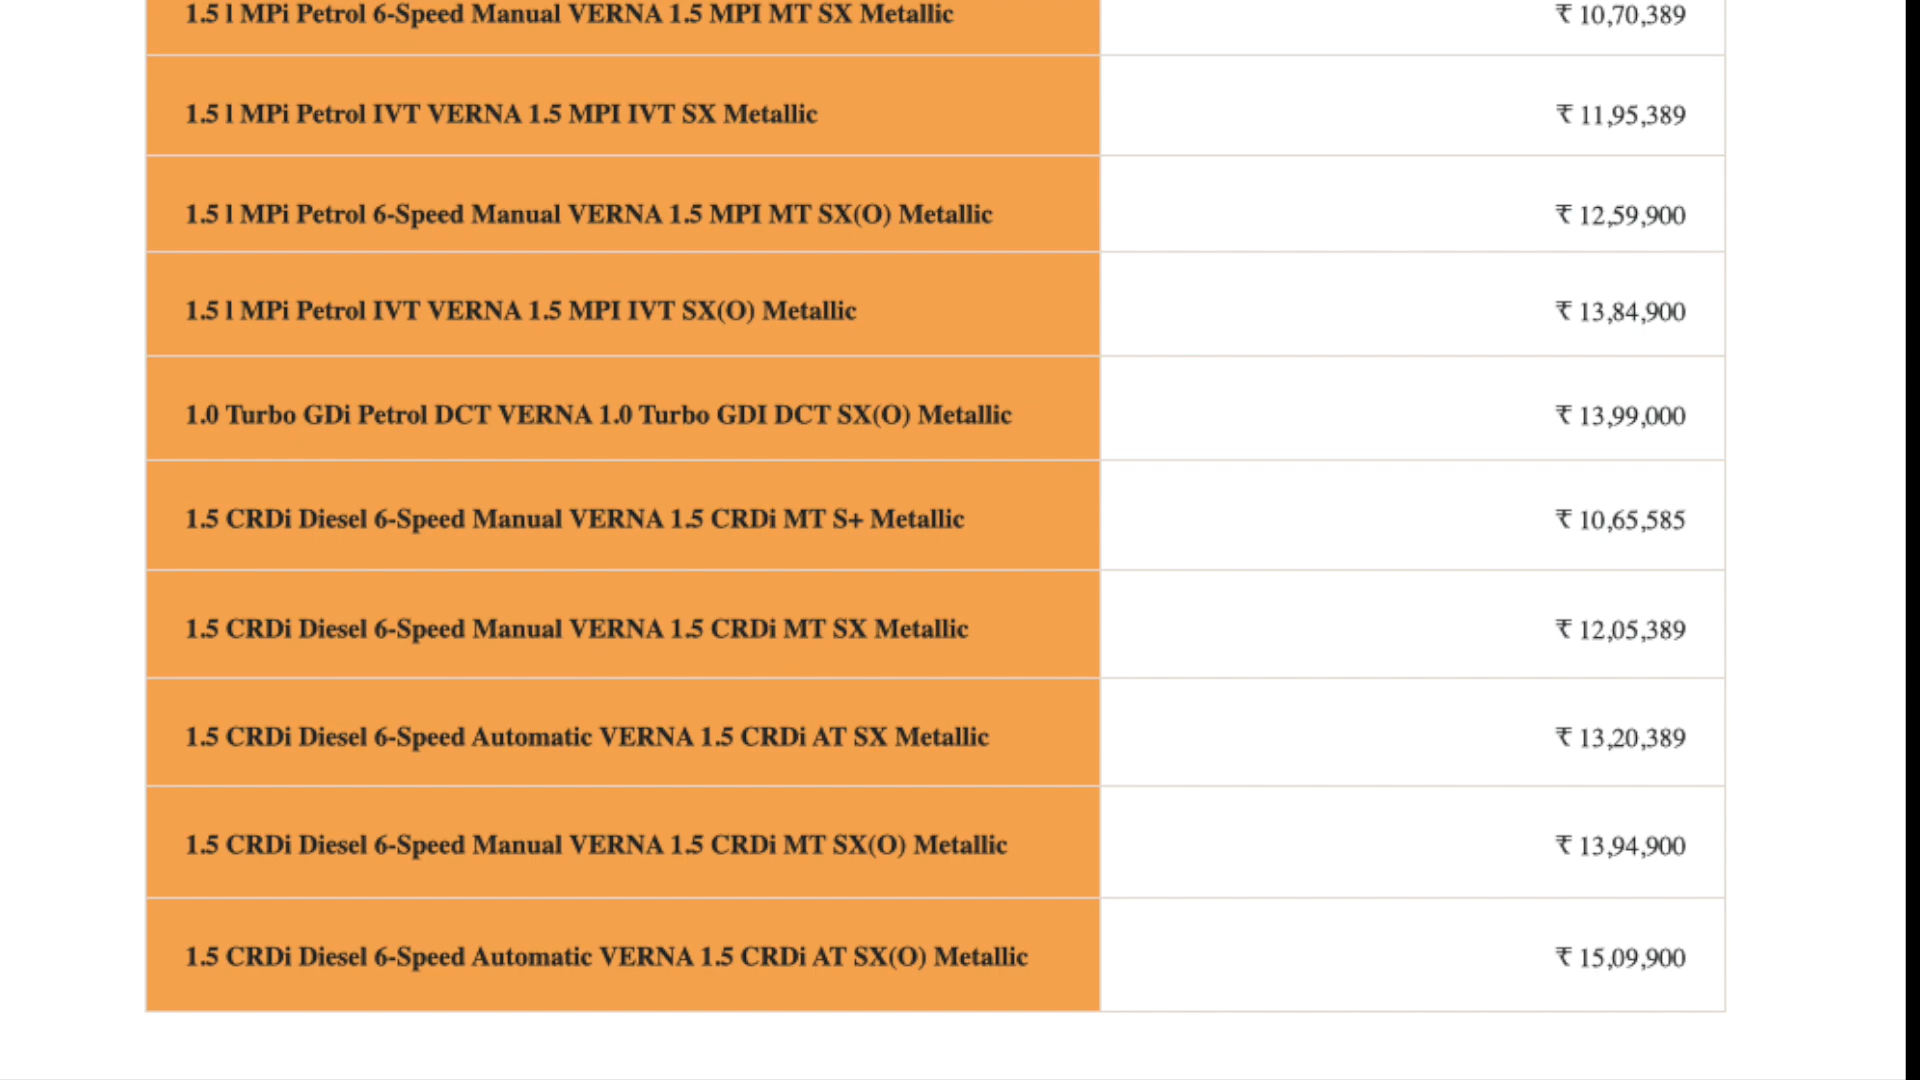 1.5 l MPi Petrol 6-Speed Manual VERNA 1.5 MPI MT SX Metallic ₹ 10,70,389
1.5 l MPi Petrol IVT VERNA 1.5 MPI IVT SX Metallic ₹ 11,95,389
1.5 l MPi Petrol 6-Speed Manual VERNA 1.5 MPI MT SX(O) Metallic ₹ 12,59,900
1.5 l MPi Petrol IVT VERNA 1.5 MPI IVT SX(O) Metallic ₹ 13,84,900
1.0 Turbo GDi Petrol DCT VERNA 1.0 Turbo GDI DCT SX(O) Metallic ₹ 13,99,000
1.5 CRDi Diesel 6-Speed Manual VERNA 1.5 CRDi MT S+ Metallic ₹ 10,65,585
1.5 CRDi Diesel 6-Speed Manual VERNA 1.5 CRDi MT SX Metallic ₹ 12,05,389
1.5 CRDi Diesel 6-Speed Automatic VERNA 1.5 CRDi AT SX Metallic ₹ 13,20,389
1.5 CRDi Diesel 6-Speed Manual VERNA 1.5 CRDi MT SX(O) Metallic ₹ 13,94,900
1.5 CRDi Diesel 6-Speed Automatic VERNA 1.5 CRDi AT SX(O) Metallic ₹ 15,09,900